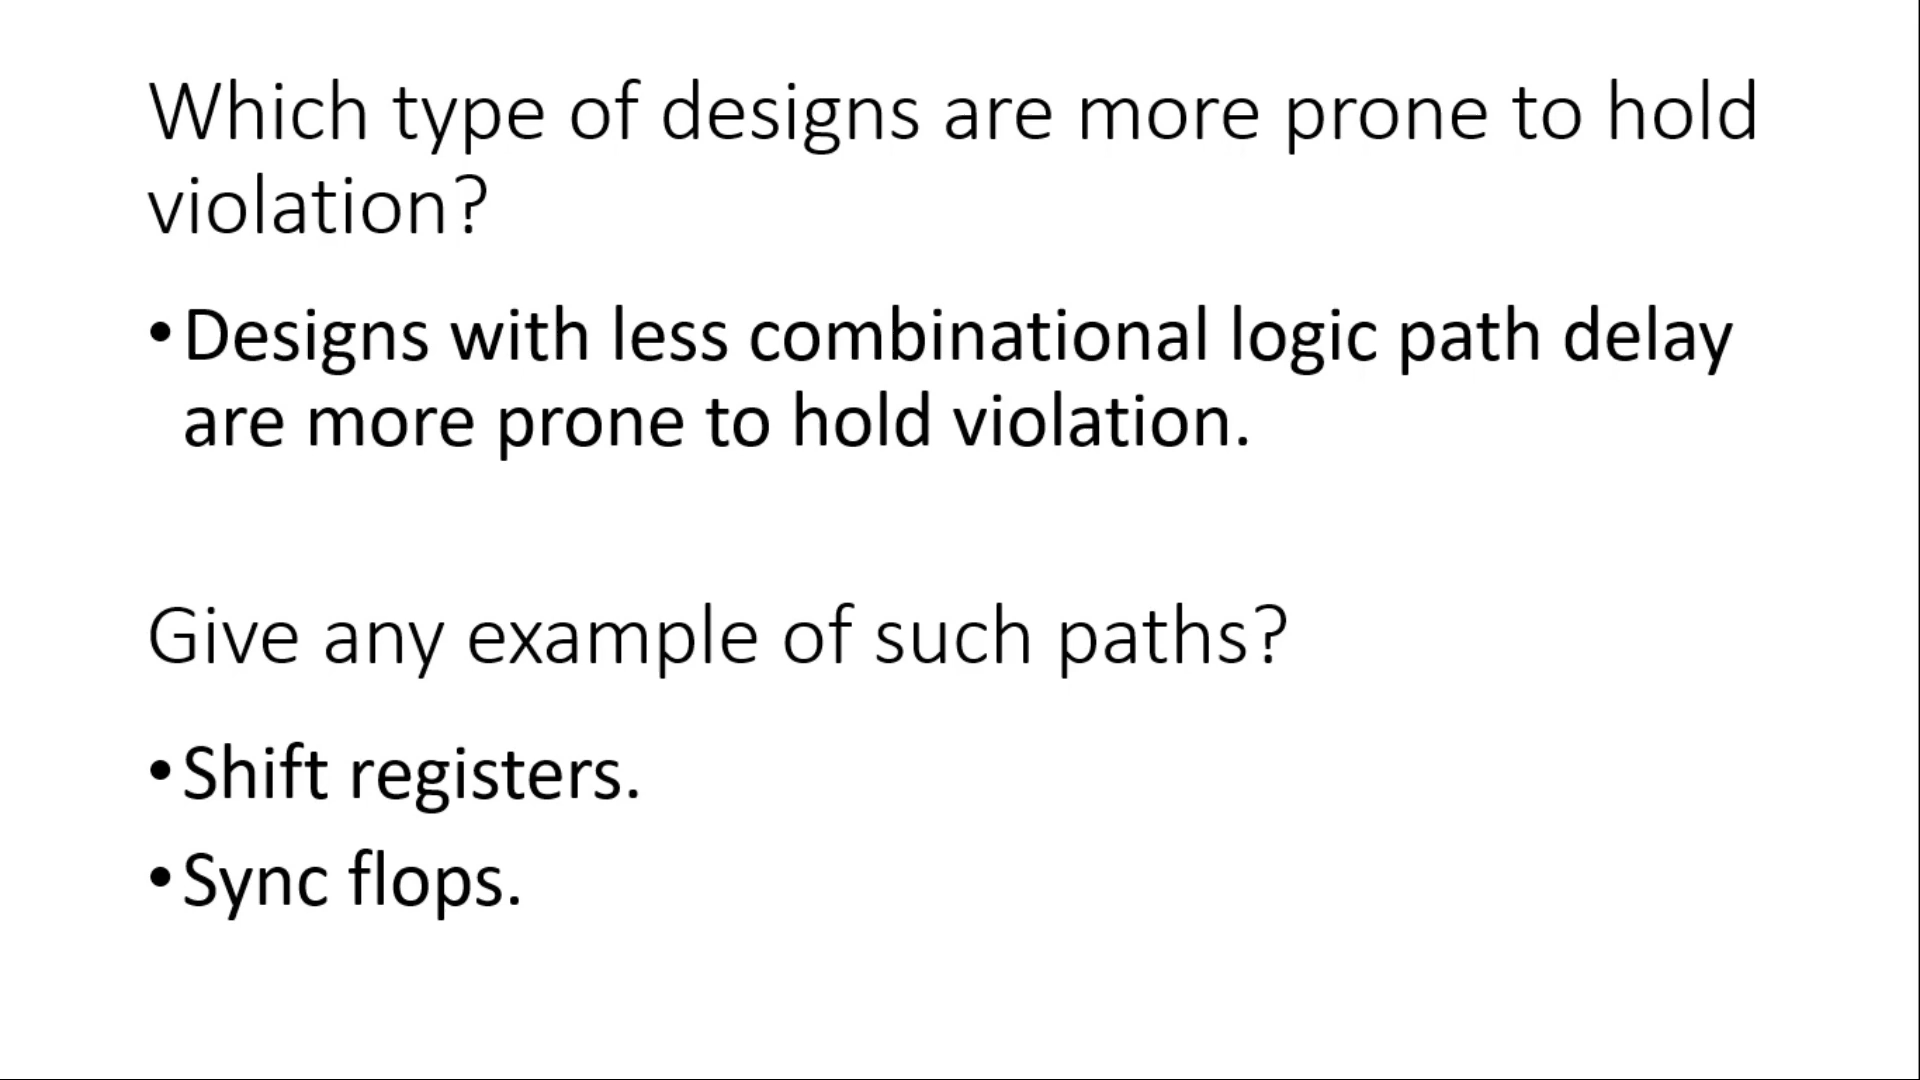 Which type of designs are more prone to hold
violation?
•Designs with less combinational logic path delay
are more prone to hold violation.
Give any example of such paths?
•Shift registers.
•Sync flops.